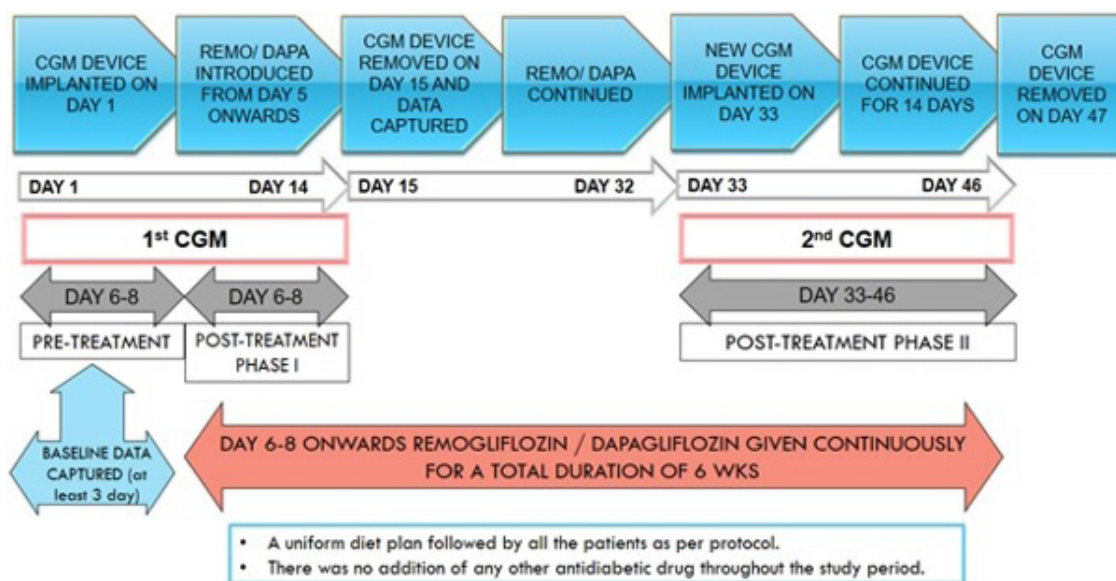 CGM DEVICE
IMPLANTED ON
DAY 1
REMO/ DAPA
INTRODUCED
FROM DAY 5
ONWARDS
CGM DEVICE
REMOVED ON
DAY 15 AND
DATA
CAPTURED
REMO/ DAPA
CONTINUED
NEW CGM
DEVICE
IMPLANTED ON
DAY 33
CGM DEVICE
CONTINUED
FOR 14 DAYS
CGM
DEVICE
REMOVED
ON DAY 47
DAY 1 DAY 14 DAY 15 DAY 32 DAY 33 DAY 46
1st CGM
2nd CGM
DAY 6-8
DAY 6-8
DAY 33-46
PRE-TREATMENT
POST-TREATMENT
PHASE I
POST-TREATMENT PHASE II
BASELINE DATA
CAPTURED (at
least 3 day)
DAY 6-8 ONWARDS REMOGLIFLOZIN / DAPAGLIFLOZIN GIVEN CONTINUOUSLY
FOR A TOTAL DURATION OF 6 WKS
• A uniform diet plan followed by all the patients as per protocol.
• There was no addition of any other antidiabetic drug throughout the study period.